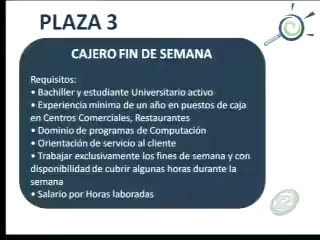 PLAZA 3
CAJERO FIN DE SEMANA
Requisitos:
• Bachiller y estudiante Universitario activo
• Experiencia mínima de un año en puestos de caja
en Centros Comerciales, Restaurantes
• Dominio de programas de Computación
• Orientación de servicio al cliente
• Trabajar exclusivamente los fines de semana y con
disponibilidad de cubrir algunas horas durante la
semana
• Salario por Horas laboradas